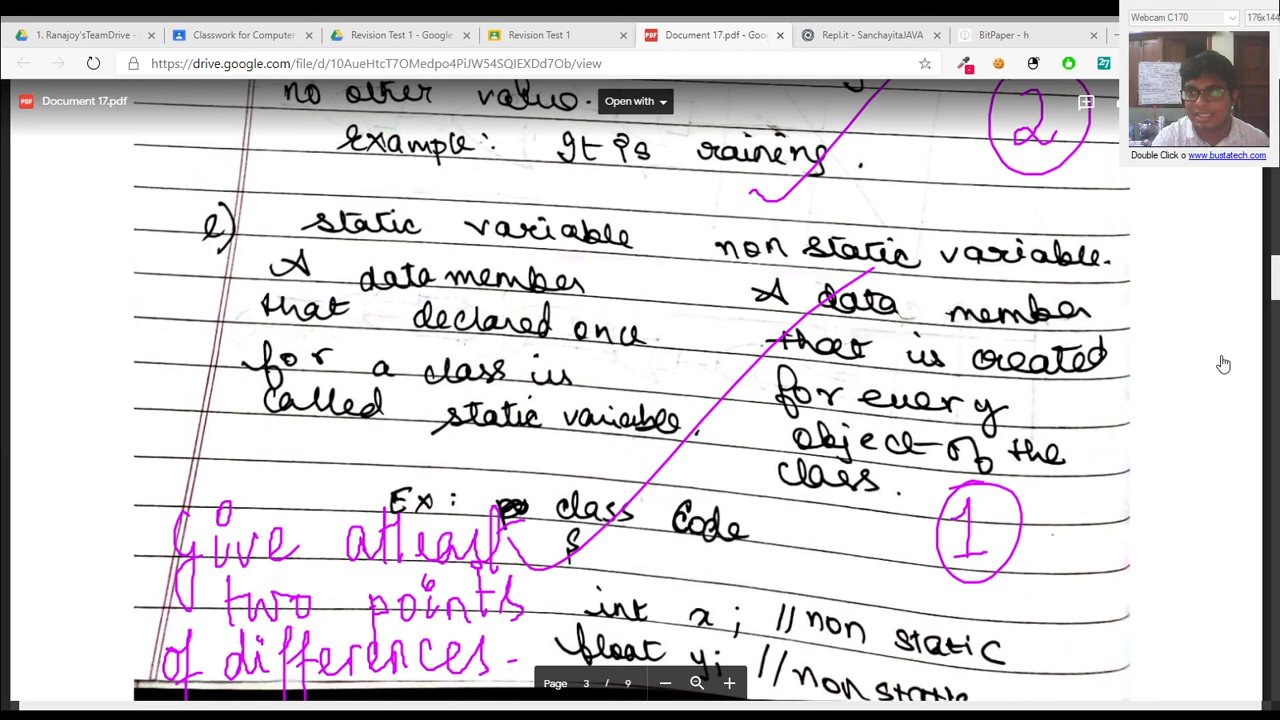 Webcam C170
176x144
1. Ranajoy'sTeamDrive -
Classwork for Computer
Revision Test 1 - Google
Revision Test 1
Document 17.pdf - Goo
Repl.it - SanchayitaJAVA
BitPaper - h
https://drive.google.com/file/d/10AueHtcT7OMedpo4PiJW54SQIEXDd7Ob/view
27
Document 17.pdf
Open with
no other value.
Example: It is raining.
2
Double Click o www.bustatech.com
e) static variable
A data member
that declared once
for a class is
called static variable.
non static variable.
A data member
that is created
for every
object of the
class.
1
Ex: class Code
{
Give atleast
two points
of differences.
int x; //non static
float y; //non static
Page 3 / 9